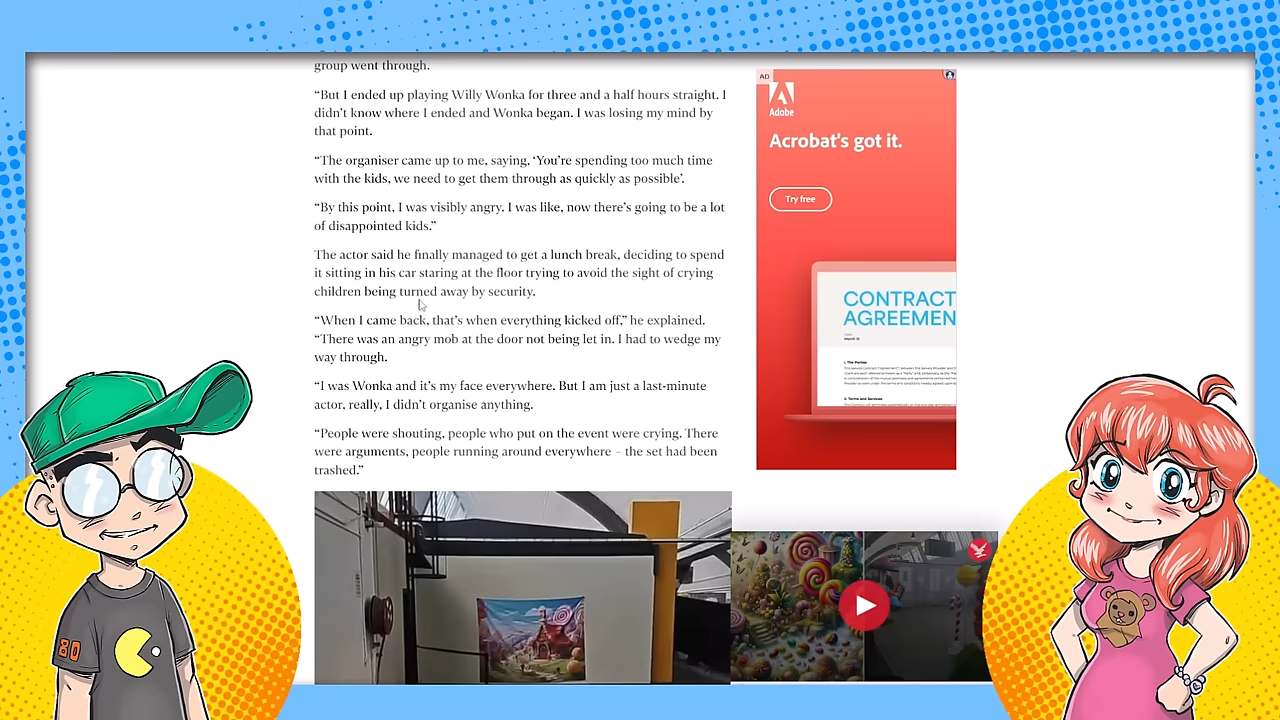 group went through.
“But I ended up playing Willy Wonka for three and a half hours straight. I
didn’t know where I ended and Wonka began. I was losing my mind by
that point.
“The organiser came up to me, saying, ‘You’re spending too much time
with the kids, we need to get them through as quickly as possible’.
“By this point, I was visibly angry. I was like, now there’s going to be a lot
of disappointed kids.”
The actor said he finally managed to get a lunch break, deciding to spend
it sitting in his car staring at the floor trying to avoid the sight of crying
children being turned away by security.
“When I came back, that’s when everything kicked off,” he explained.
“There was an angry mob at the door not being let in. I had to wedge my
way through.
“I was Wonka and it’s my face everywhere. But I am just a last-minute
actor, really, I didn’t organise anything.
“People were shouting, people who put on the event were crying. There
were arguments, people running around everywhere – the set had been
trashed.”
AD
Adobe
Acrobat’s got it.
Try free
CONTRACT
AGREEMEN
1. The Parties
2. Terms and Services
80